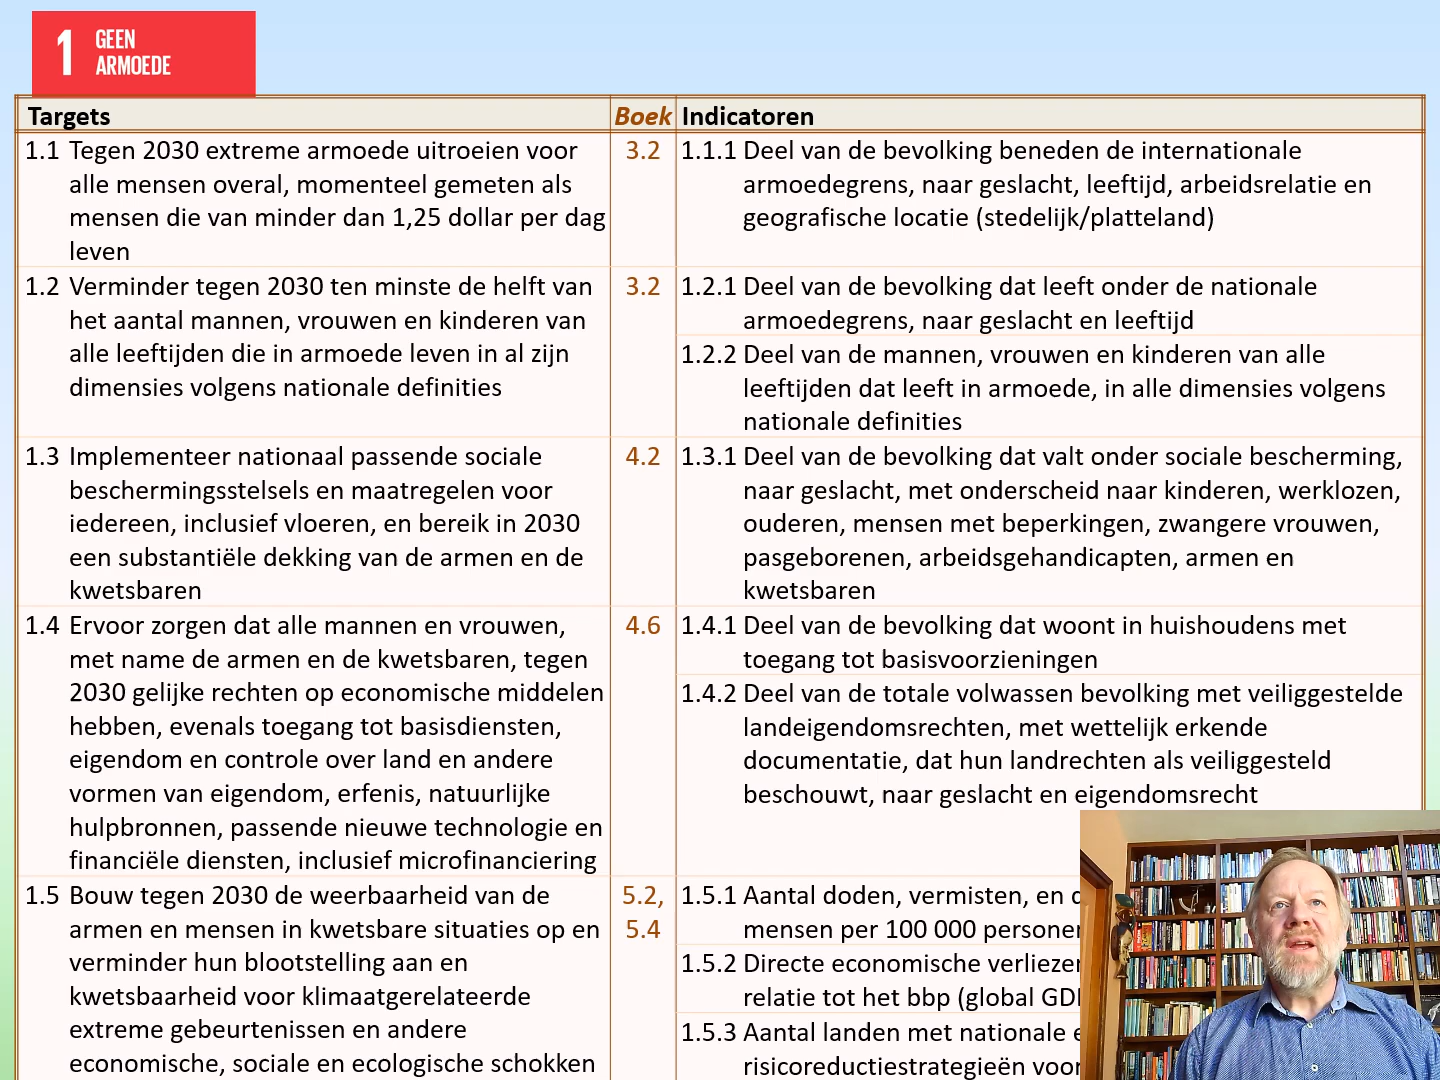 1 GEEN
ARMOEDE
Targets
Boek
Indicatoren
1.1 Tegen 2030 extreme armoede uitroeien voor
alle mensen overal, momenteel gemeten als
mensen die van minder dan 1,25 dollar per dag
leven
3.2
1.1.1 Deel van de bevolking beneden de internationale
armoedegrens, naar geslacht, leeftijd, arbeidsrelatie en
geografische locatie (stedelijk/platteland)
1.2 Verminder tegen 2030 ten minste de helft van
het aantal mannen, vrouwen en kinderen van
alle leeftijden die in armoede leven in al zijn
dimensies volgens nationale definities
3.2
1.2.1 Deel van de bevolking dat leeft onder de nationale
armoedegrens, naar geslacht en leeftijd
1.2.2 Deel van de mannen, vrouwen en kinderen van alle
leeftijden dat leeft in armoede, in alle dimensies volgens
nationale definities
1.3 Implementeer nationaal passende sociale
beschermingsstelsels en maatregelen voor
iedereen, inclusief vloeren, en bereik in 2030
een substantiële dekking van de armen en de
kwetsbaren
4.2
1.3.1 Deel van de bevolking dat valt onder sociale bescherming,
naar geslacht, met onderscheid naar kinderen, werklozen,
ouderen, mensen met beperkingen, zwangere vrouwen,
pasgeborenen, arbeidsgehandicapten, armen en
kwetsbaren
1.4 Ervoor zorgen dat alle mannen en vrouwen,
met name de armen en de kwetsbaren, tegen
2030 gelijke rechten op economische middelen
hebben, evenals toegang tot basisdiensten,
eigendom en controle over land en andere
vormen van eigendom, erfenis, natuurlijke
hulpbronnen, passende nieuwe technologie en
financiële diensten, inclusief microfinanciering
4.6
1.4.1 Deel van de bevolking dat woont in huishoudens met
toegang tot basisvoorzieningen
1.4.2 Deel van de totale volwassen bevolking met veiliggestelde
landeigendomsrechten, met wettelijk erkende
documentatie, dat hun landrechten als veiliggesteld
beschouwt, naar geslacht en eigendomsrecht
1.5 Bouw tegen 2030 de weerbaarheid van de
armen en mensen in kwetsbare situaties op en
verminder hun blootstelling aan en
kwetsbaarheid voor klimaatgerelateerde
extreme gebeurtenissen en andere
economische, sociale en ecologische schokken
5.2,
5.4
1.5.1 Aantal doden, vermisten, en
mensen per 100 000
1.5.2 Directe economische
relatie tot het bbp (global
1.5.3 Aantal landen met nationale
risicoreductiestrategieën